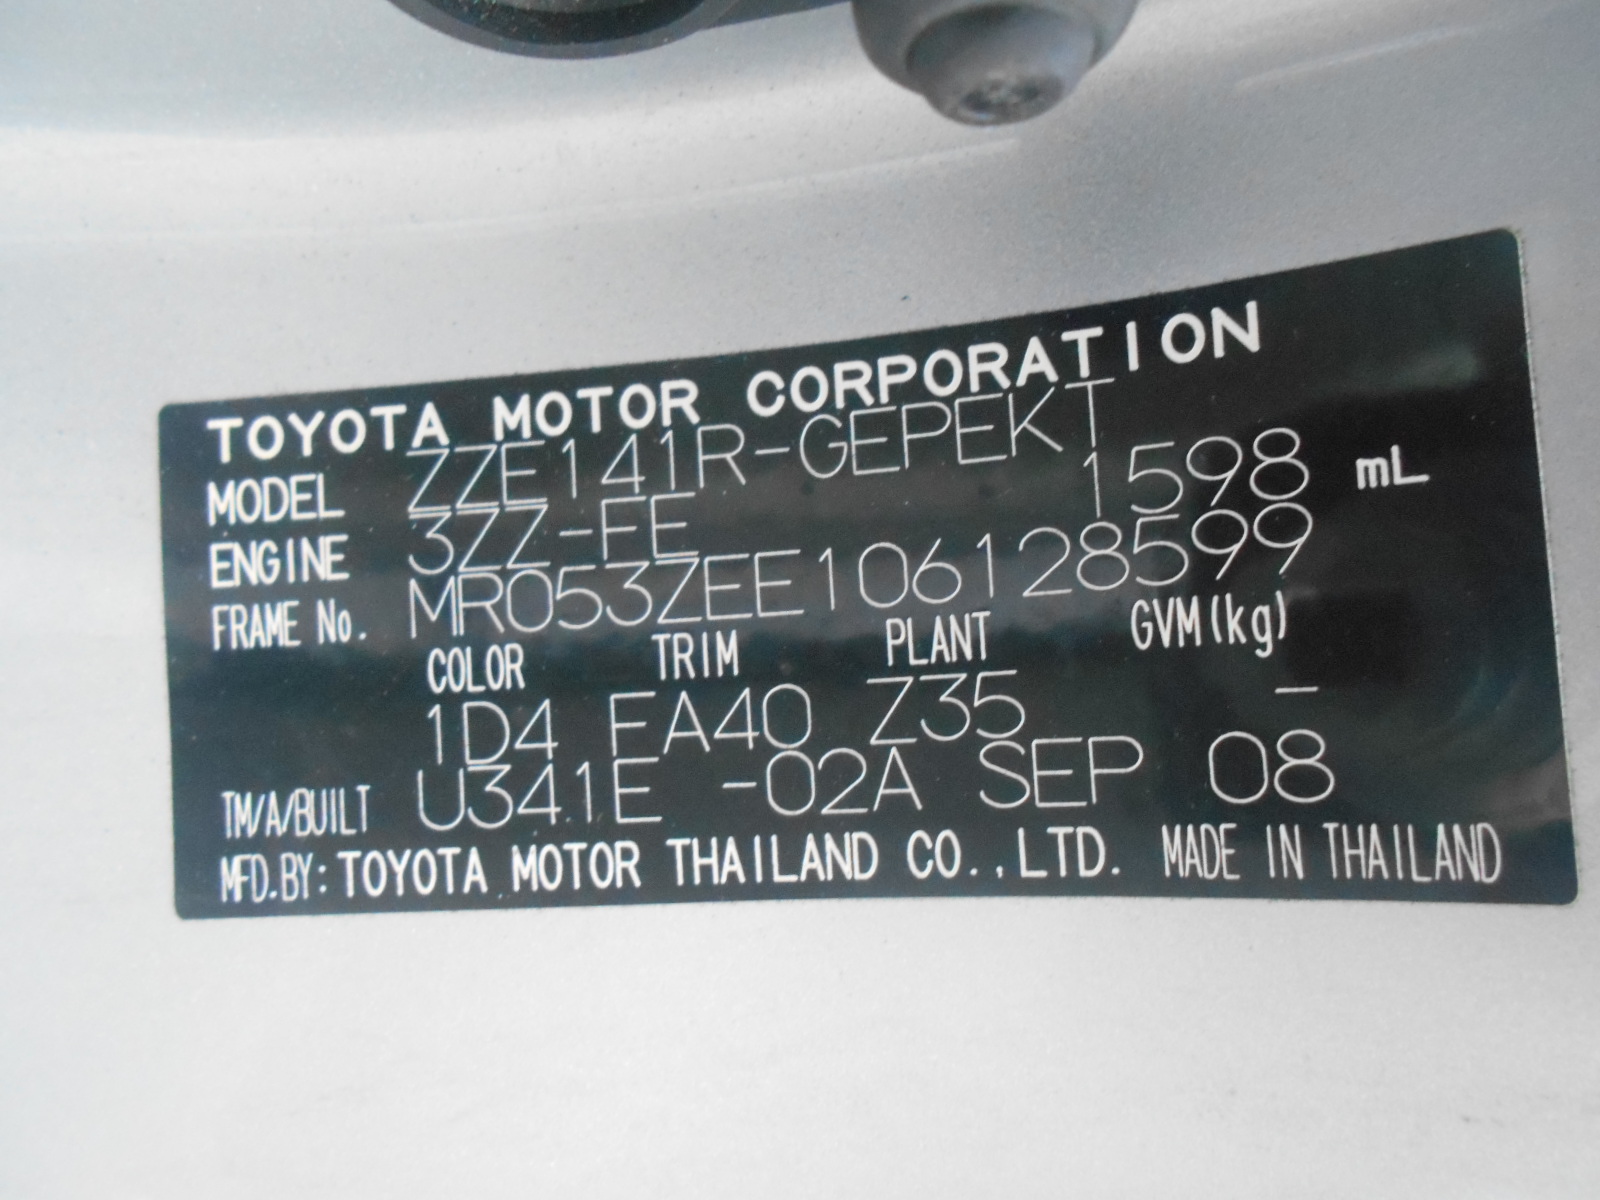 TOYOTA MOTOR CORPORATION
MODEL ZZE141R-GEPEKT
ENGINE 3ZZ-FE 1598 mL
FRAME No. MR053ZEE106128599
COLOR TRIM PLANT GVM(kg)
1D4 FA40 Z35 -
TM/A/BUILT U341E -02A SEP 08
MFD.BY: TOYOTA MOTOR THAILAND CO.,LTD. MADE IN THAILAND